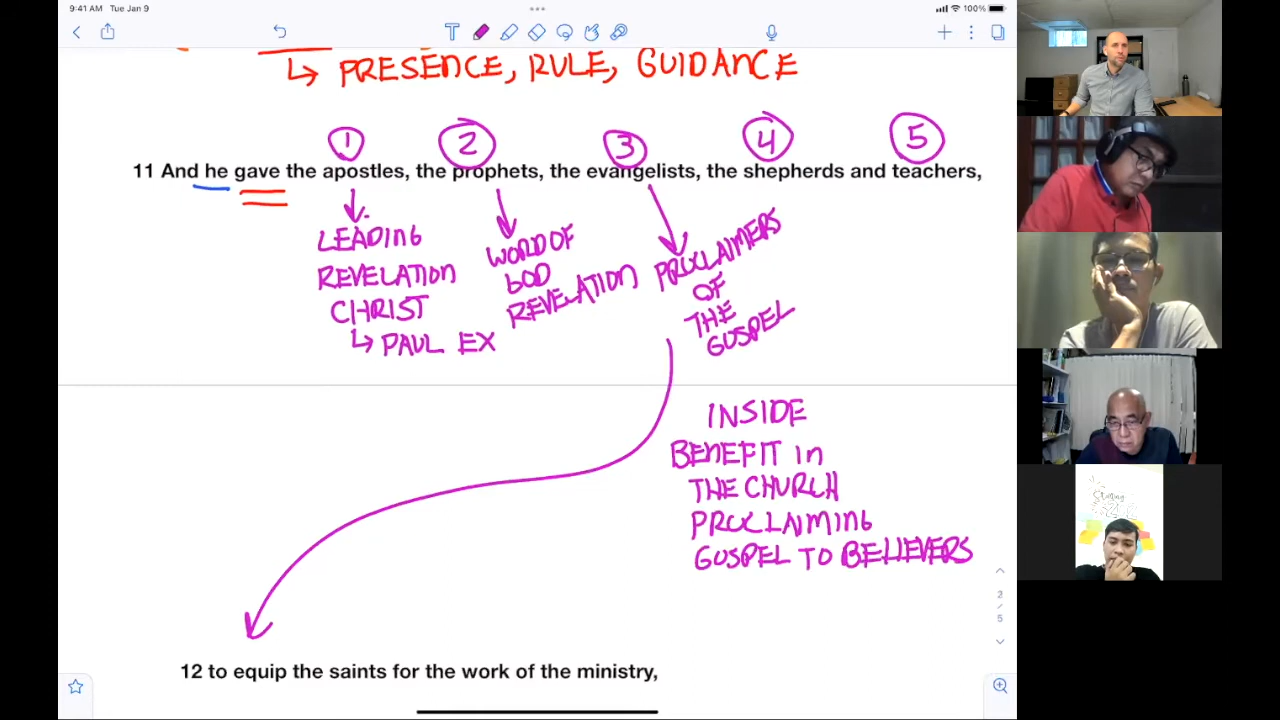 9:41 AM Tue Jan 9
100%
T
↳ PRESENCE, RULE, GUIDANCE
1 2 3 4 5
11 And he gave the apostles, the prophets, the evangelists, the shepherds and teachers,
LEADING
REVELATION
CHRIST
↳ PAUL EX
WORD OF
GOD
REVELATION
PROCLAIMERS
OF
THE
GOSPEL
INSIDE
BENEFIT in
THE CHURCH
PROCLAIMING
GOSPEL TO BELIEVERS
2
/
5
12 to equip the saints for the work of the ministry,